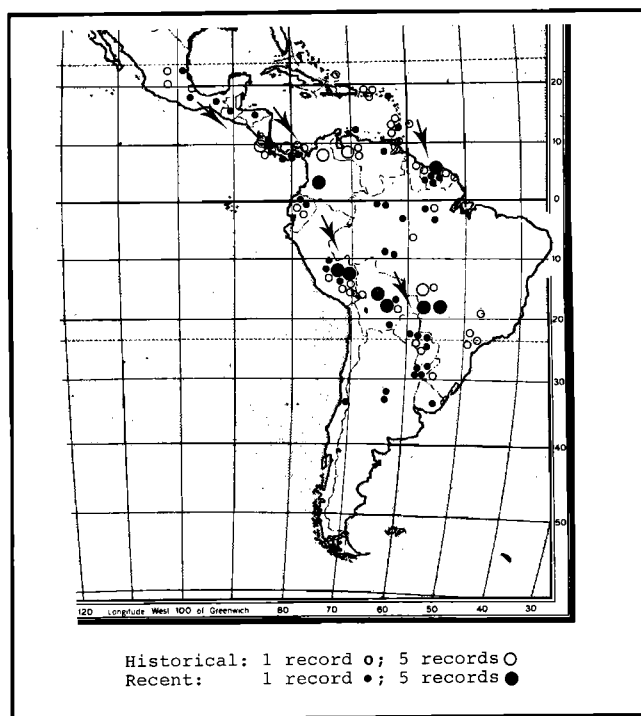 20
10
0
10
20
30
40
50
120 Longitude West 100 of Greenwich 80 70 60 50 40 30
Historical: 1 record o; 5 records O
Recent: 1 record •; 5 records ●